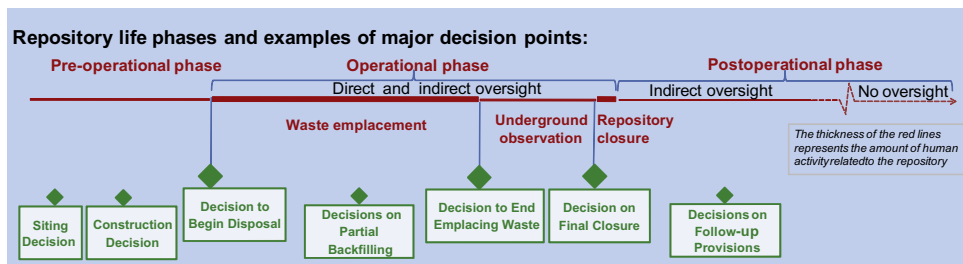 Repository life phases and examples of major decision points:
Pre-operational phase
Operational phase
Postoperational phase
Direct and indirect oversight
Indirect oversight
No oversight
Waste emplacement
Underground
observation
Repository
closure
The thickness of the red lines
represents the amount of human
activity relatedto the repository
Siting
Decision
Construction
Decision
Decision to
Begin Disposal
Decisions on
Partial
Backfilling
Decision to End
Emplacing Waste
Decision on
Final Closure
Decisions on
Follow-up
Provisions